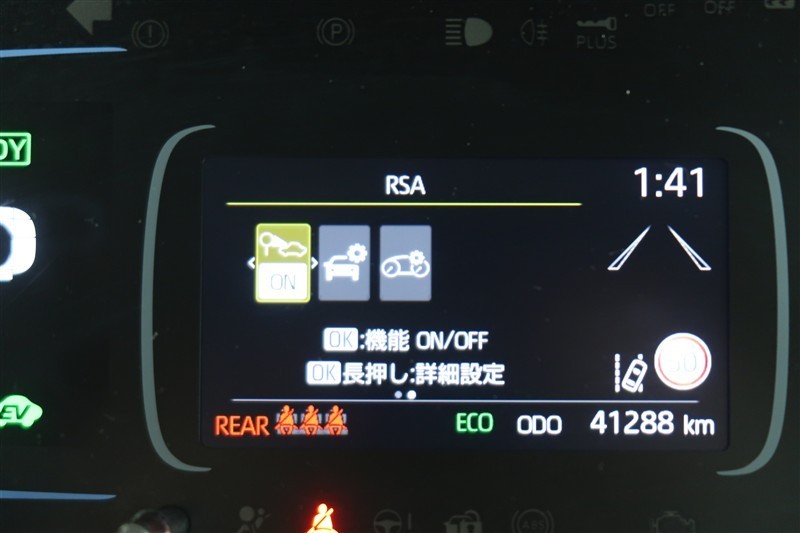 OFF OFF
PLUS
RSA 1:41
ON
OK:機能 ON/OFF
OK長押し:詳細設定
REAR ECO ODO 41288 km
EV
ABS